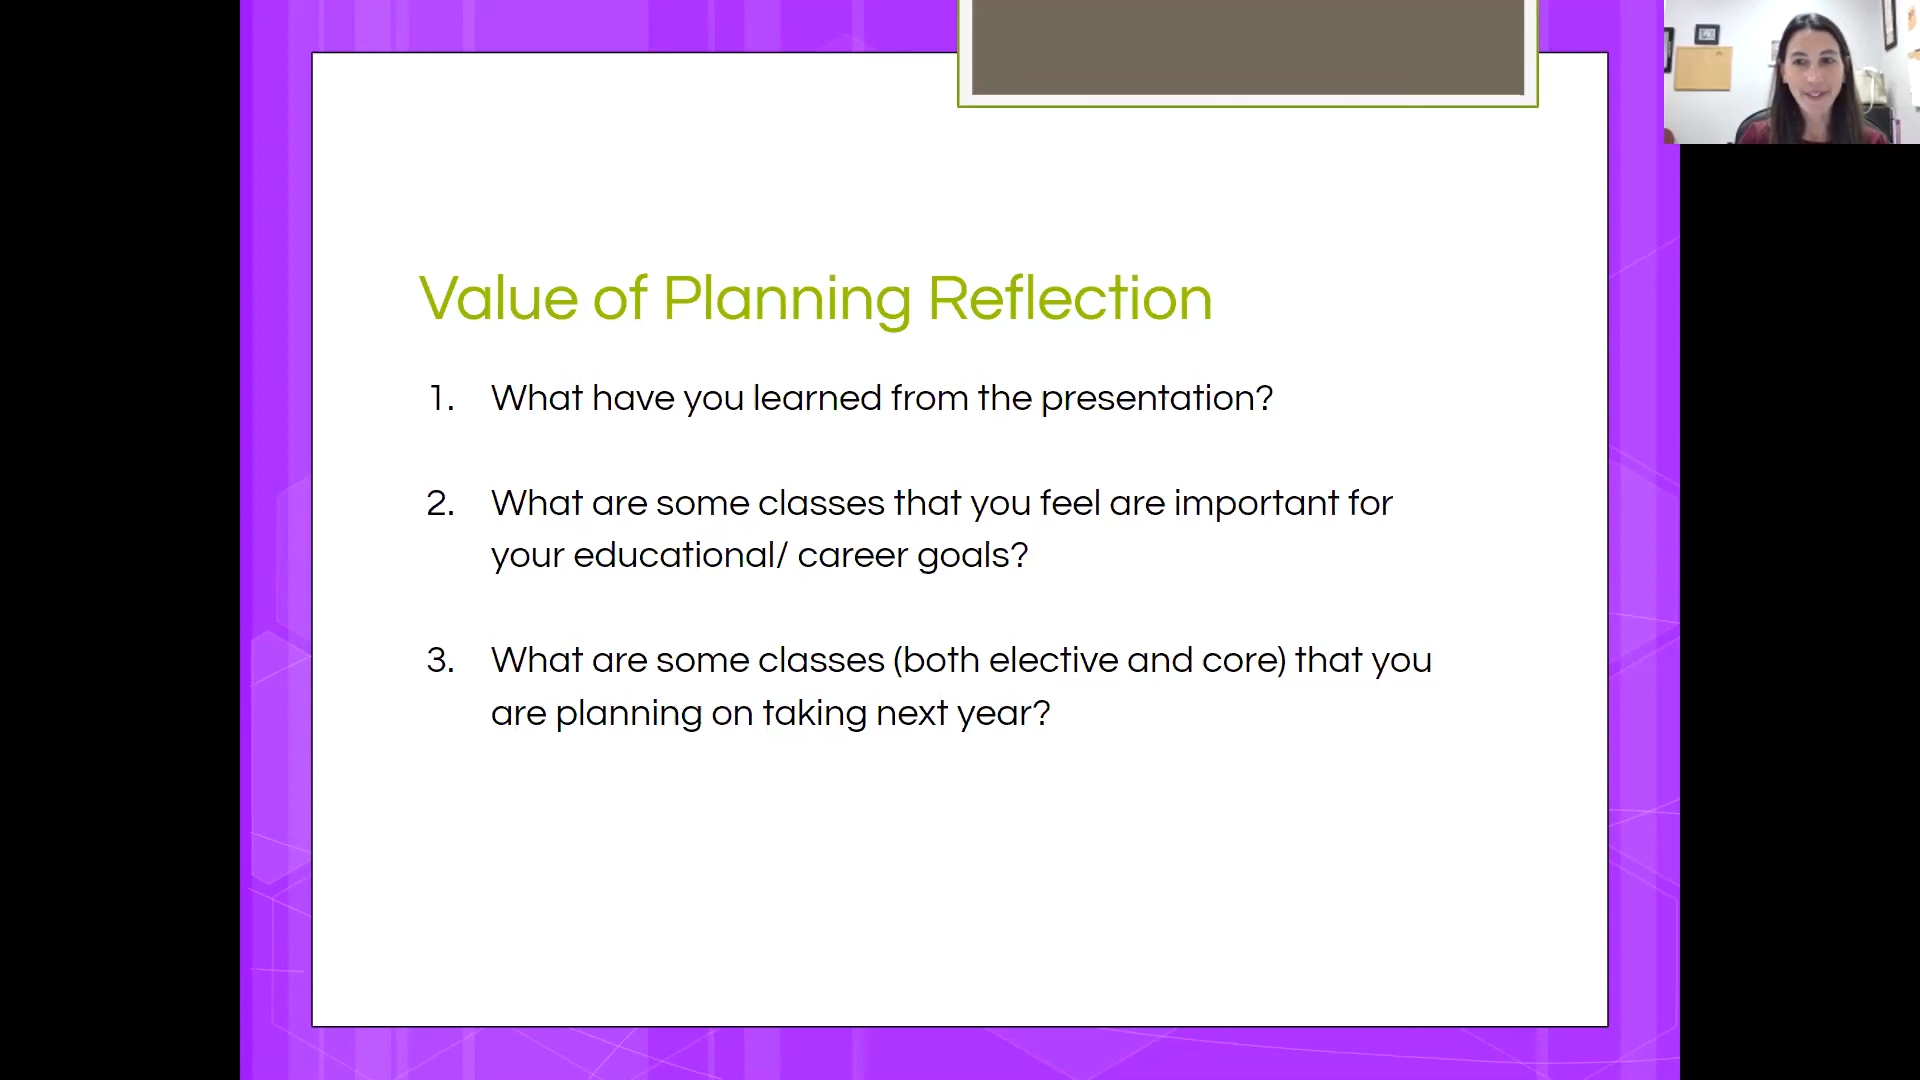 Value of Planning Reflection
1. What have you learned from the presentation?
2. What are some classes that you feel are important for
your educational/ career goals?
3. What are some classes (both elective and core) that you
are planning on taking next year?